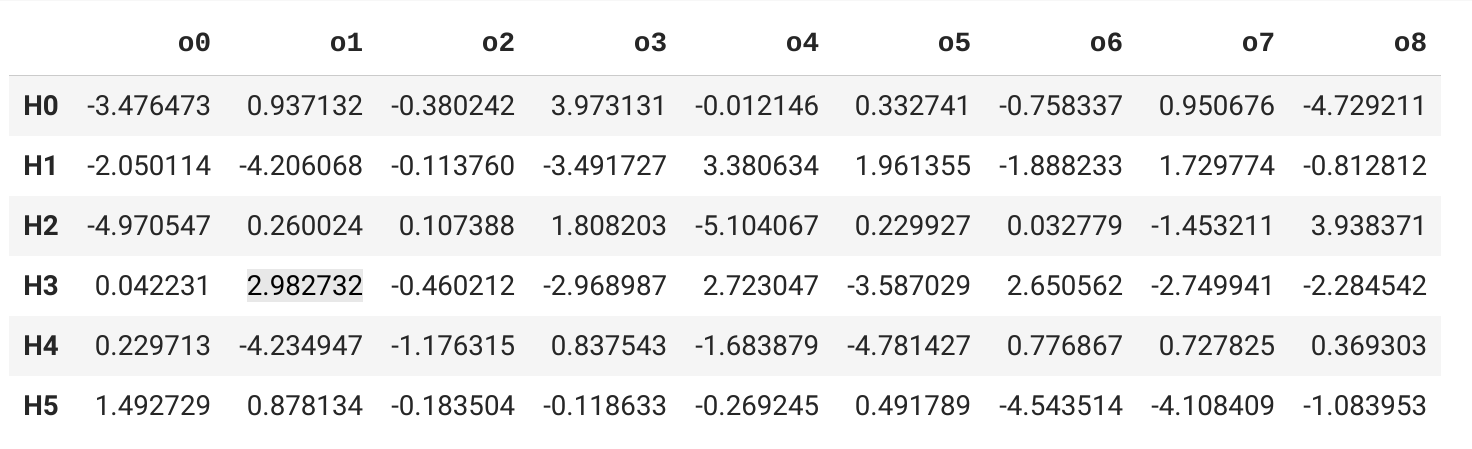 o0 o1 o2 o3 o4 o5 o6 o7 o8
H0 -3.476473 0.937132 -0.380242 3.973131 -0.012146 0.332741 -0.758337 0.950676 -4.729211
H1 -2.050114 -4.206068 -0.113760 -3.491727 3.380634 1.961355 -1.888233 1.729774 -0.812812
H2 -4.970547 0.260024 0.107388 1.808203 -5.104067 0.229927 0.032779 -1.453211 3.938371
H3 0.042231 2.982732 -0.460212 -2.968987 2.723047 -3.587029 2.650562 -2.749941 -2.284542
H4 0.229713 -4.234947 -1.176315 0.837543 -1.683879 -4.781427 0.776867 0.727825 0.369303
H5 1.492729 0.878134 -0.183504 -0.118633 -0.269245 0.491789 -4.543514 -4.108409 -1.083953